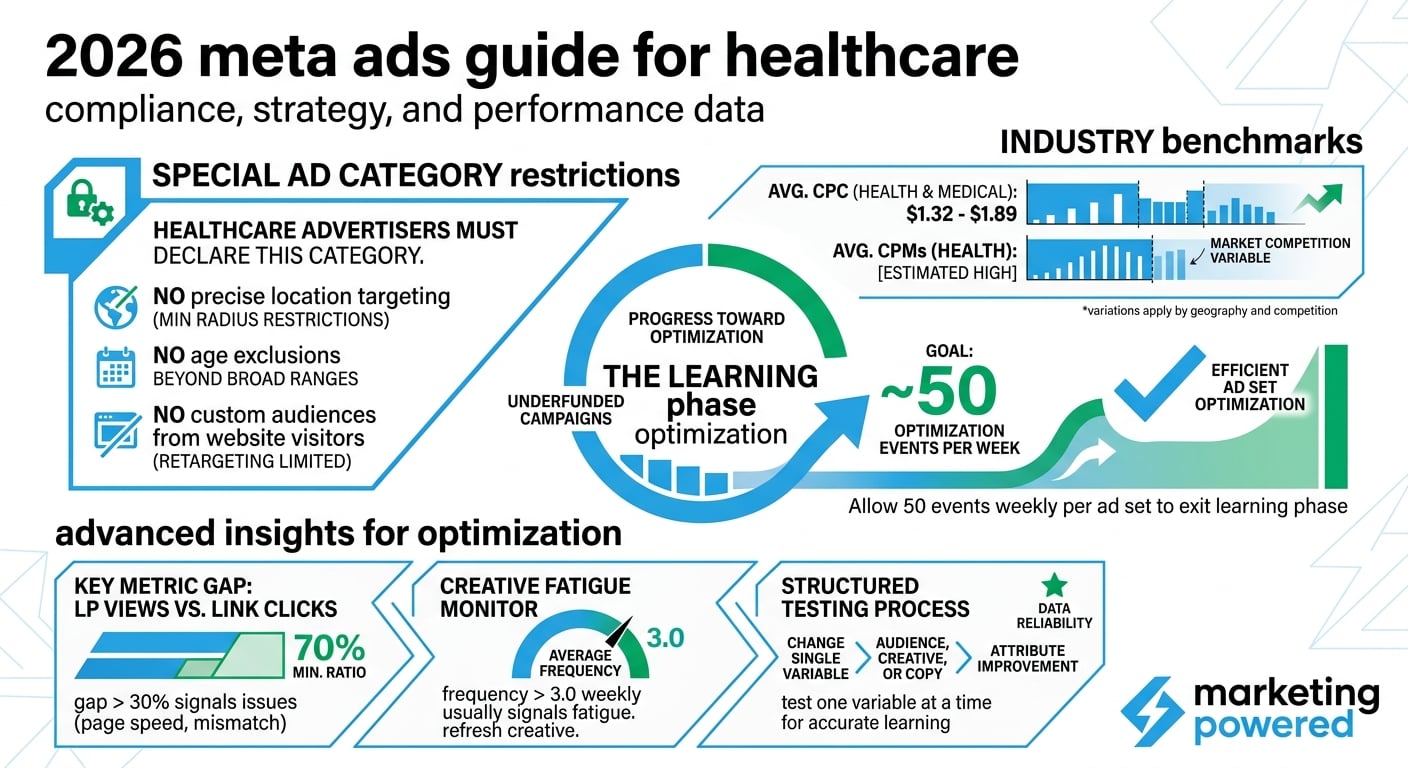 2026 meta ads guide for healthcare
compliance, strategy, and performance data
SPECIAL AD CATEGORY restrictions
HEALTHCARE ADVERTISERS MUST
DECLARE THIS CATEGORY.
NO precise location targeting
(MIN RADIUS RESTRICTIONS)
NO age exclusions
BEYOND BROAD RANGES
NO custom audiences
from website visitors
(RETARGETING LIMITED)
INDUSTRY benchmarks
AVG. CPC (HEALTH & MEDICAL):
$1.32 - $1.89
AVG. CPMs (HEALTH):
[ESTIMATED HIGH]
MARKET COMPETITION
VARIABLE
*variations apply by geography and competition
PROGRESS TOWARD
OPTIMIZATION
THE LEARNING
phase
optimization
UNDERFUNDED
CAMPAIGNS
GOAL:
~50
OPTIMIZATION
EVENTS PER WEEK
EFFICIENT
AD SET
OPTIMIZATION
Allow 50 events weekly per ad set to exit learning phase
advanced insights for optimization
KEY METRIC GAP:
LP VIEWS VS. LINK CLICKS
70%
MIN. RATIO
gap > 30% signals issues
(page speed, mismatch)
CREATIVE FATIGUE
MONITOR
3.0
AVERAGE
FREQUENCY
frequency > 3.0 weekly
usually signals fatigue.
refresh creative.
STRUCTURED
TESTING PROCESS
DATA
RELIABILITY
CHANGE
SINGLE
VARIABLE
AUDIENCE,
CREATIVE,
OR COPY
ATTRIBUTE
IMPROVEMENT
test one variable at a time
for accurate learning
marketing
powered